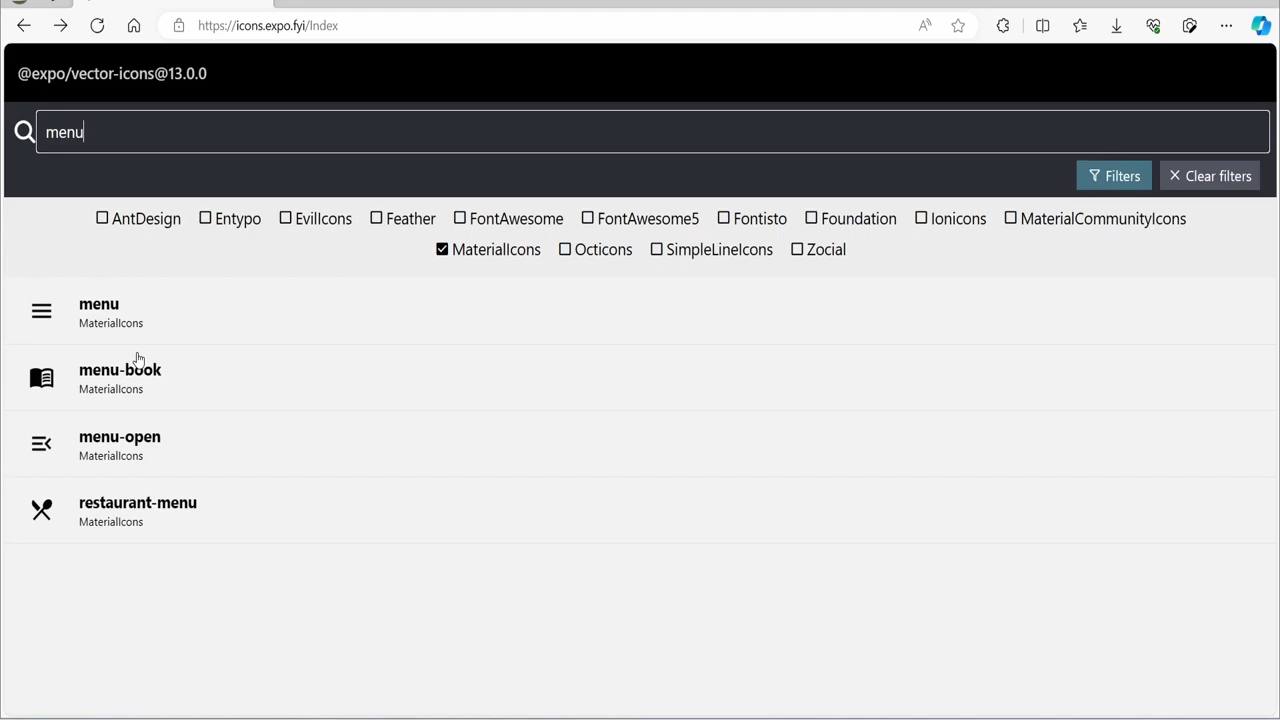 https://icons.expo.fyi/Index
@expo/vector-icons@13.0.0
menu
Filters
Clear filters
AntDesign Entypo EvilIcons Feather FontAwesome FontAwesome5 Fontisto Foundation Ionicons MaterialCommunityIcons
MaterialIcons Octicons SimpleLineIcons Zocial
menu
MaterialIcons
menu-book
MaterialIcons
menu-open
MaterialIcons
restaurant-menu
MaterialIcons